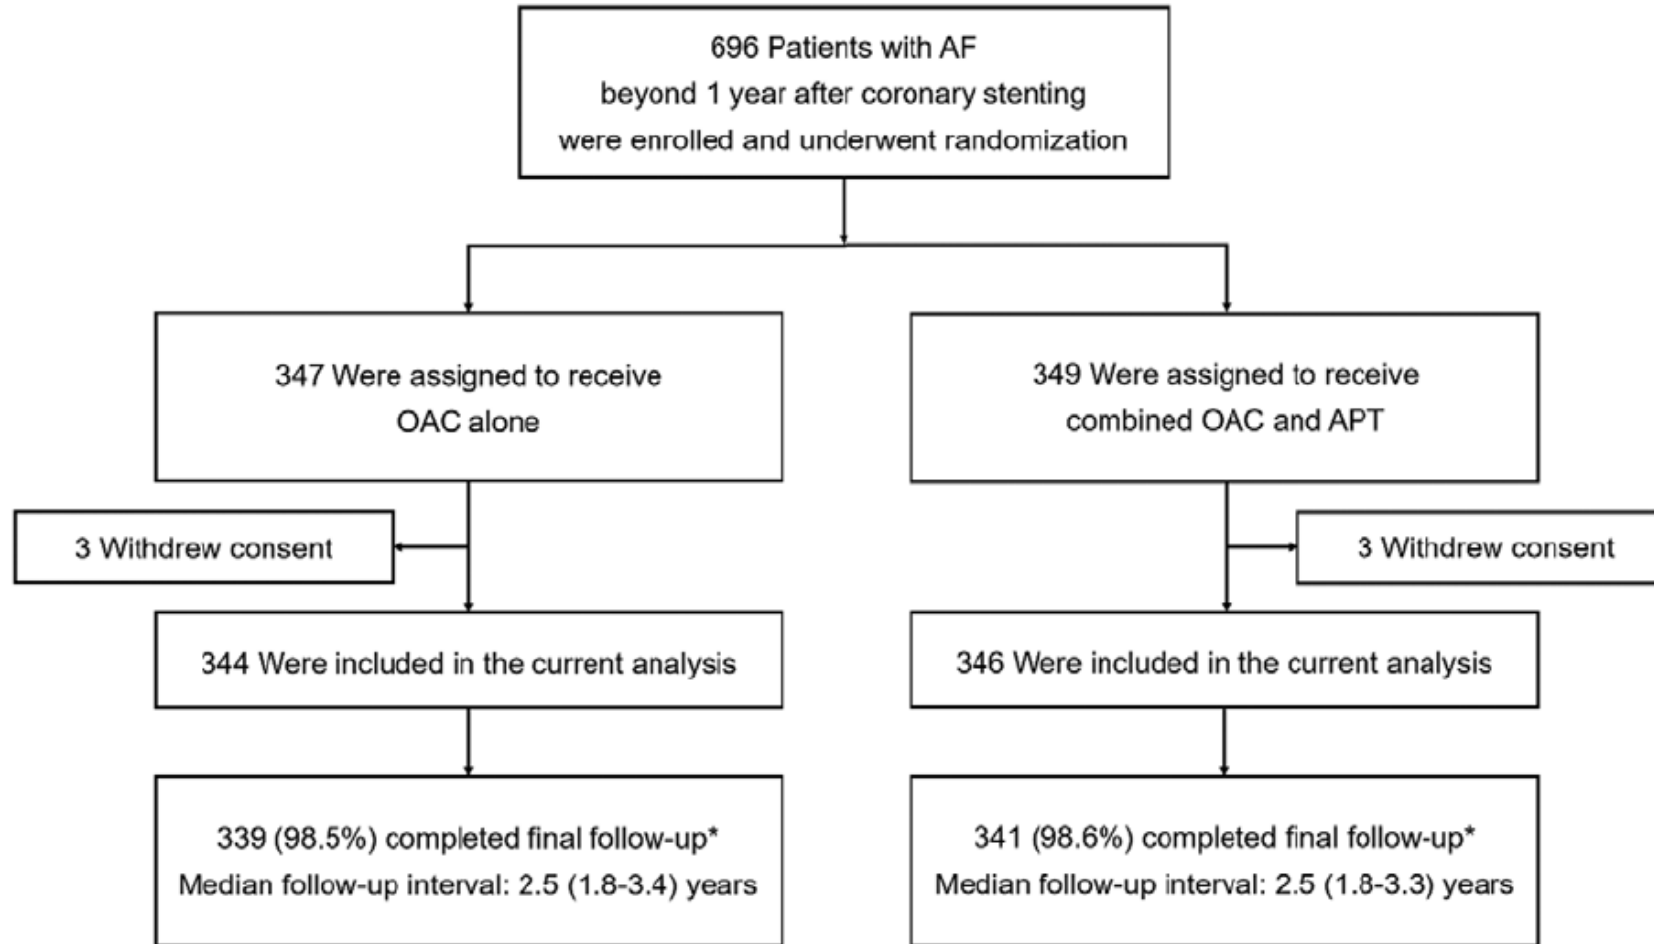 696 Patients with AF
beyond 1 year after coronary stenting
were enrolled and underwent randomization
347 Were assigned to receive
OAC alone
349 Were assigned to receive
combined OAC and APT
3 Withdrew consent
3 Withdrew consent
344 Were included in the current analysis
346 Were included in the current analysis
339 (98.5%) completed final follow-up*
Median follow-up interval: 2.5 (1.8-3.4) years
341 (98.6%) completed final follow-up*
Median follow-up interval: 2.5 (1.8-3.3) years